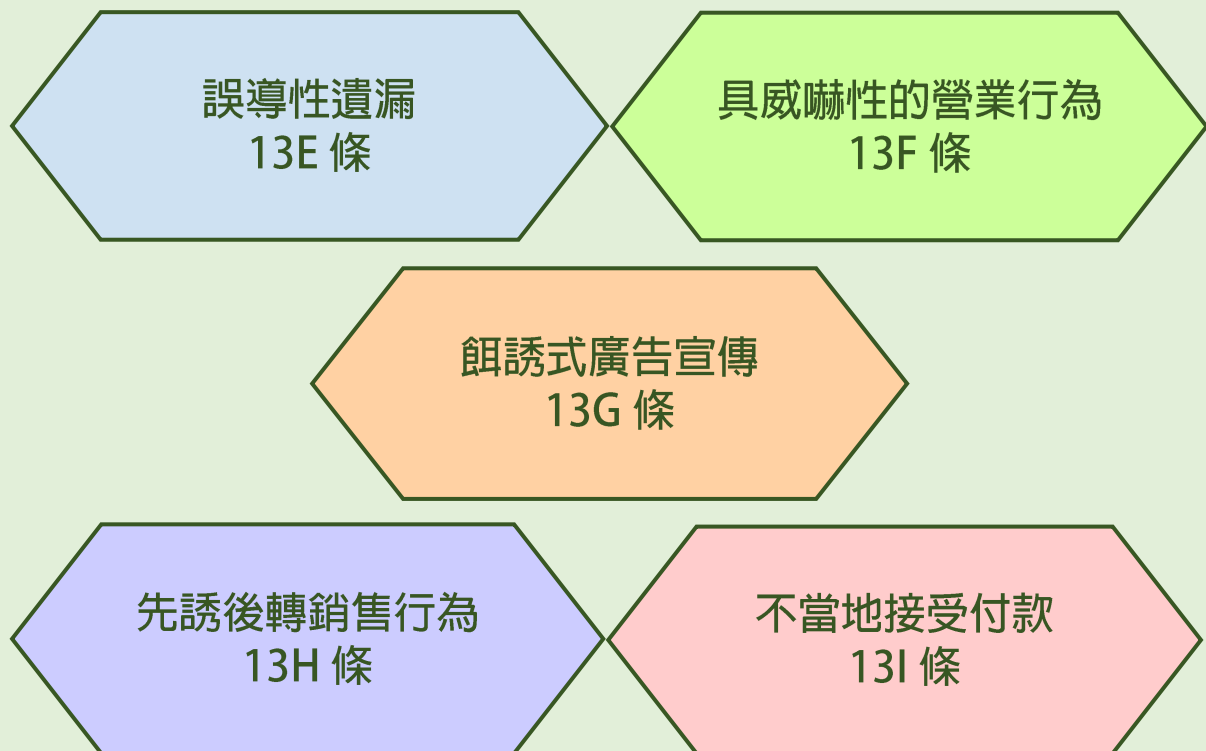 誤導性遺漏
13E 條
具威嚇性的營業行為
13F 條
餌誘式廣告宣傳
13G 條
先誘後轉銷售行為
13H 條
不當地接受付款
13I 條